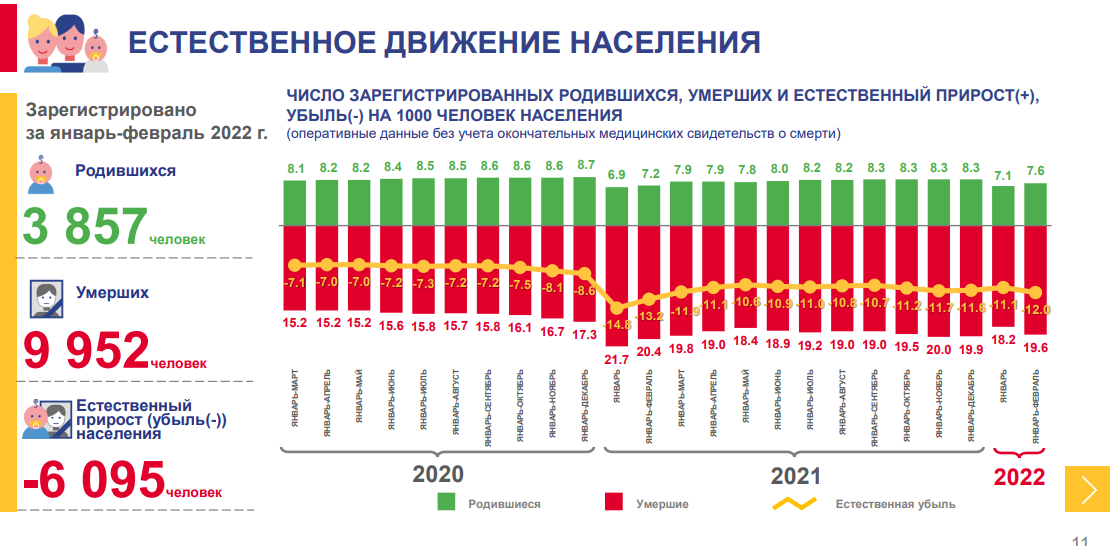 ЕСТЕСТВЕННОЕ ДВИЖЕНИЕ НАСЕЛЕНИЯ
Зарегистрировано
за январь-февраль 2022 г.
Родившихся
3 857 человек
Умерших
9 952 человек
Естественный
прирост (убыль(-))
населения
-6 095 человек
ЧИСЛО ЗАРЕГИСТРИРОВАННЫХ РОДИВШИХСЯ, УМЕРШИХ И ЕСТЕСТВЕННЫЙ ПРИРОСТ(+),
УБЫЛЬ(-) НА 1000 ЧЕЛОВЕК НАСЕЛЕНИЯ
(оперативные данные без учета окончательных медицинских свидетельств о смерти)
8.1 8.2 8.2 8.4 8.5 8.5 8.6 8.6 8.6 8.7 6.9 7.2 7.9 7.9 7.8 8.0 8.2 8.2 8.3 8.3 8.3 8.3 7.1 7.6
-7.1 -7.0 -7.0 -7.2 -7.3 -7.2 -7.2 -7.5 -8.1 -8.6 -14.8 -13.2 -11.9 -11.1 -10.6 -10.9 -11.0 -10.8 -10.7 -11.2 -11.7 -11.6 -11.1 -12.0
15.2 15.2 15.2 15.6 15.8 15.7 15.8 16.1 16.7 17.3 21.7 20.4 19.8 19.0 18.4 18.9 19.2 19.0 19.0 19.5 20.0 19.9 18.2 19.6
ЯНВАРЬ-МАРТ
ЯНВАРЬ-АПРЕЛЬ
ЯНВАРЬ-МАЙ
ЯНВАРЬ-ИЮНЬ
ЯНВАРЬ-ИЮЛЬ
ЯНВАРЬ-АВГУСТ
ЯНВАРЬ-СЕНТЯБРЬ
ЯНВАРЬ-ОКТЯБРЬ
ЯНВАРЬ-НОЯБРЬ
ЯНВАРЬ-ДЕКАБРЬ
ЯНВАРЬ
ЯНВАРЬ-ФЕВРАЛЬ
ЯНВАРЬ-МАРТ
ЯНВАРЬ-АПРЕЛЬ
ЯНВАРЬ-МАЙ
ЯНВАРЬ-ИЮНЬ
ЯНВАРЬ-ИЮЛЬ
ЯНВАРЬ-АВГУСТ
ЯНВАРЬ-СЕНТЯБРЬ
ЯНВАРЬ-ОКТЯБРЬ
ЯНВАРЬ-НОЯБРЬ
ЯНВАРЬ-ДЕКАБРЬ
ЯНВАРЬ
ЯНВАРЬ-ФЕВРАЛЬ
2020 2021 2022
Родившиеся Умершие Естественная убыль
11